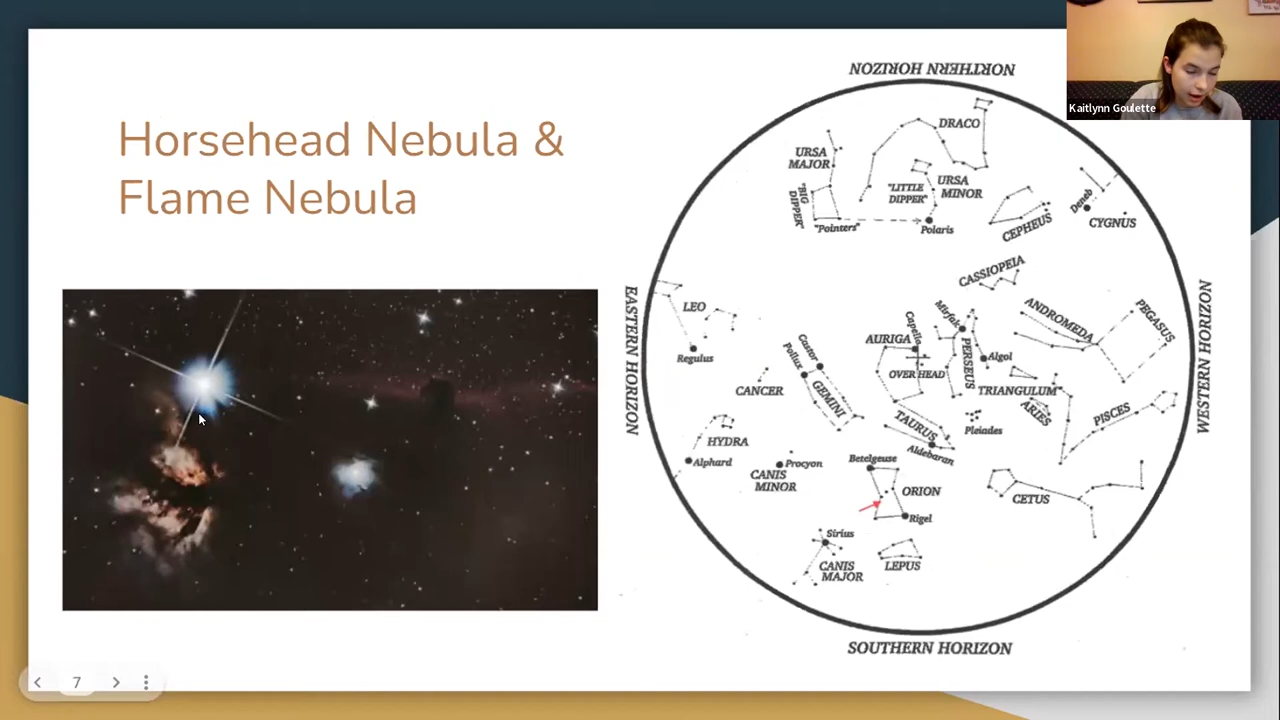 Horsehead Nebula &
Flame Nebula
Kaitlynn Goulette
NORTHERN HORIZON
DRACO
URSA
MAJOR
"BIG
DIPPER"
"Pointers"
"LITTLE
DIPPER"
URSA
MINOR
Polaris
CEPHEUS
Deneb
CYGNUS
CASSIOPEIA
EASTERN HORIZON
LEO
Regulus
Castor
Pollux
GEMINI
CANCER
AURIGA
Capella
OVERHEAD
Mirfak
PERSEUS
Algol
ANDROMEDA
PEGASUS
TRIANGULUM
ARIES
PISCES
WESTERN HORIZON
TAURUS
Aldebaran
Pleiades
HYDRA
Alphard
Procyon
CANIS
MINOR
Betelgeuse
ORION
Rigel
CETUS
Sirius
CANIS
MAJOR
LEPUS
SOUTHERN HORIZON
7